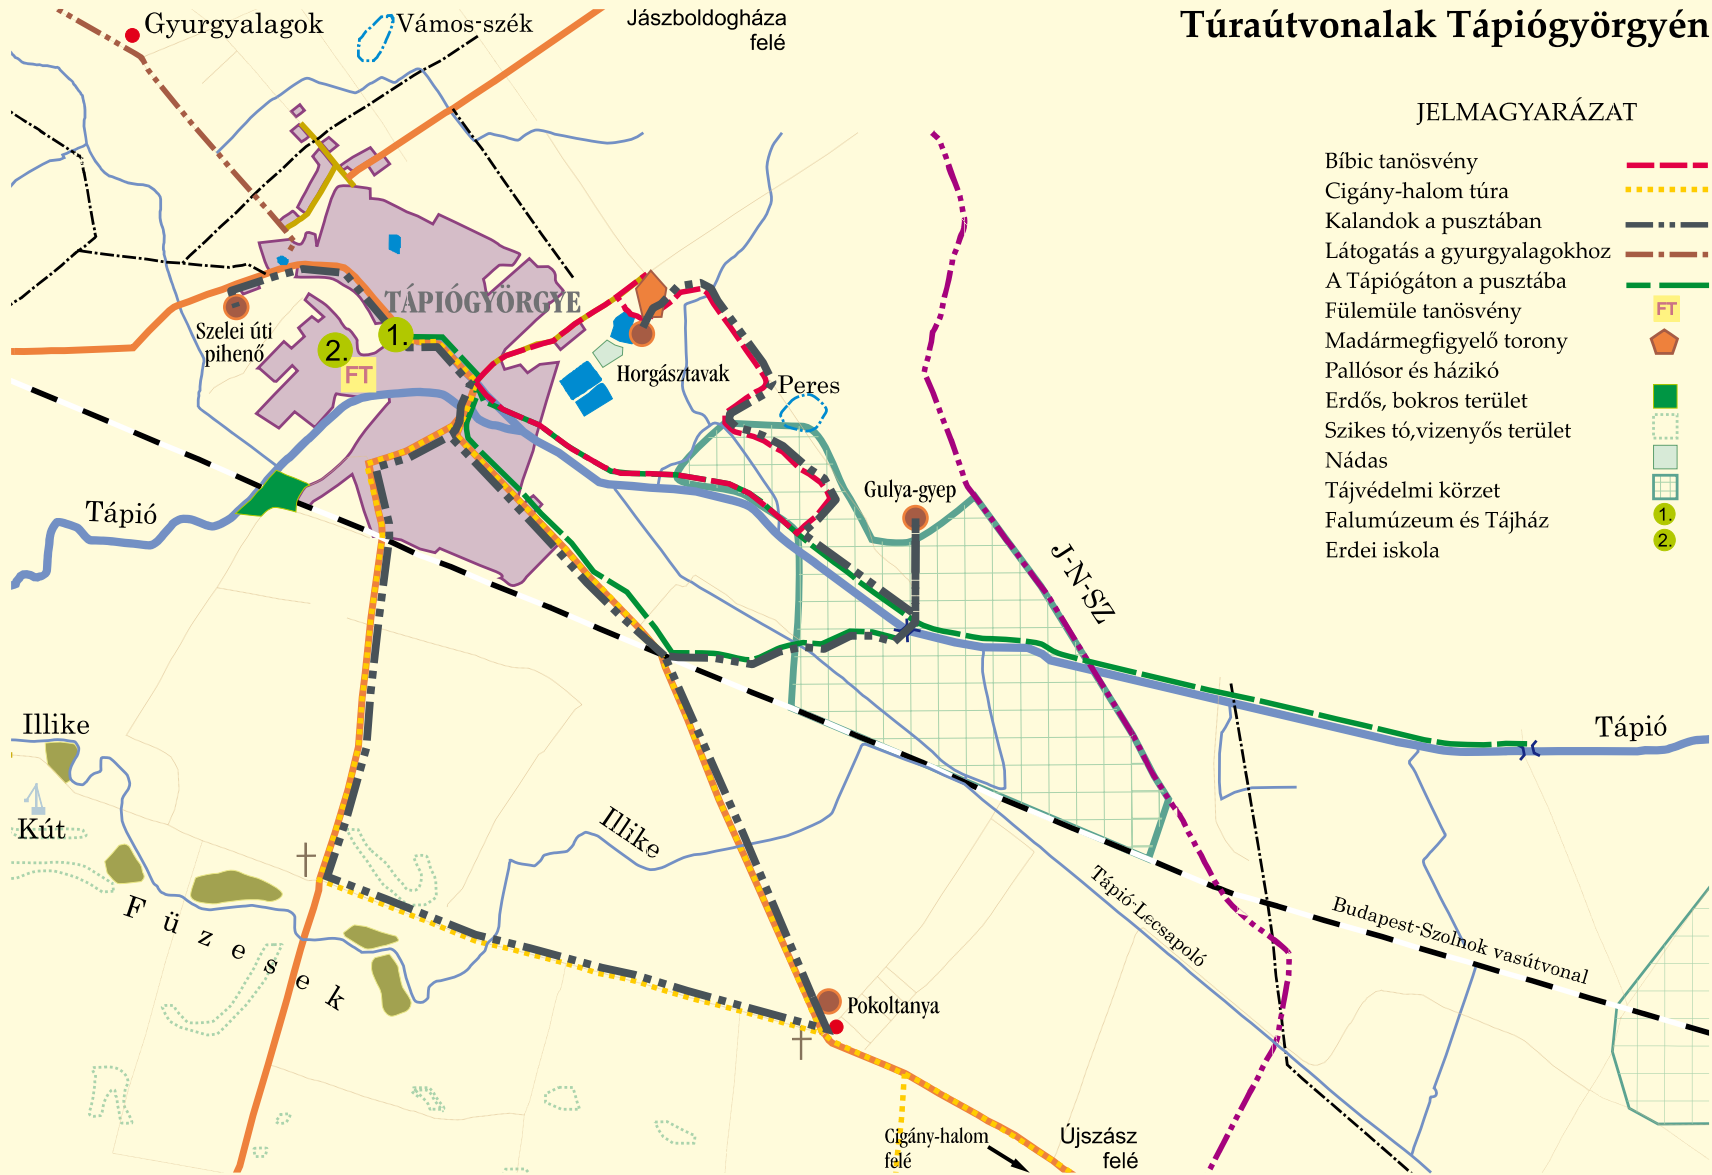 Túraútvonalak Tápiógyörgyén
Gyurgyalagok
Vámos-szék
Jászboldogháza
felé
JELMAGYARÁZAT
Bíbic tanösvény
Cigány-halom túra
Kalandok a pusztában
Látogatás a gyurgyalagokhoz
A Tápiógáton a pusztába
Fülemüle tanösvény
FT
Madármegfigyelő torony
Pallósor és házikó
Erdős, bokros terület
Szikes tó,vizenyős terület
Nádas
Tájvédelmi körzet
Falumúzeum és Tájház
1.
Erdei iskola
2.
TÁPIÓGYÖRGYE
Szelei úti
pihenő
1.
2.
FT
Horgásztavak
Peres
Gulya-gyep
Tápió
J-N-SZ
Illike
Tápió
Kút
Illike
Füzesek
Tápió-Lecsapoló
Budapest-Szolnok vasútvonal
Pokoltanya
Cigány-halom
felé
Újszász
felé